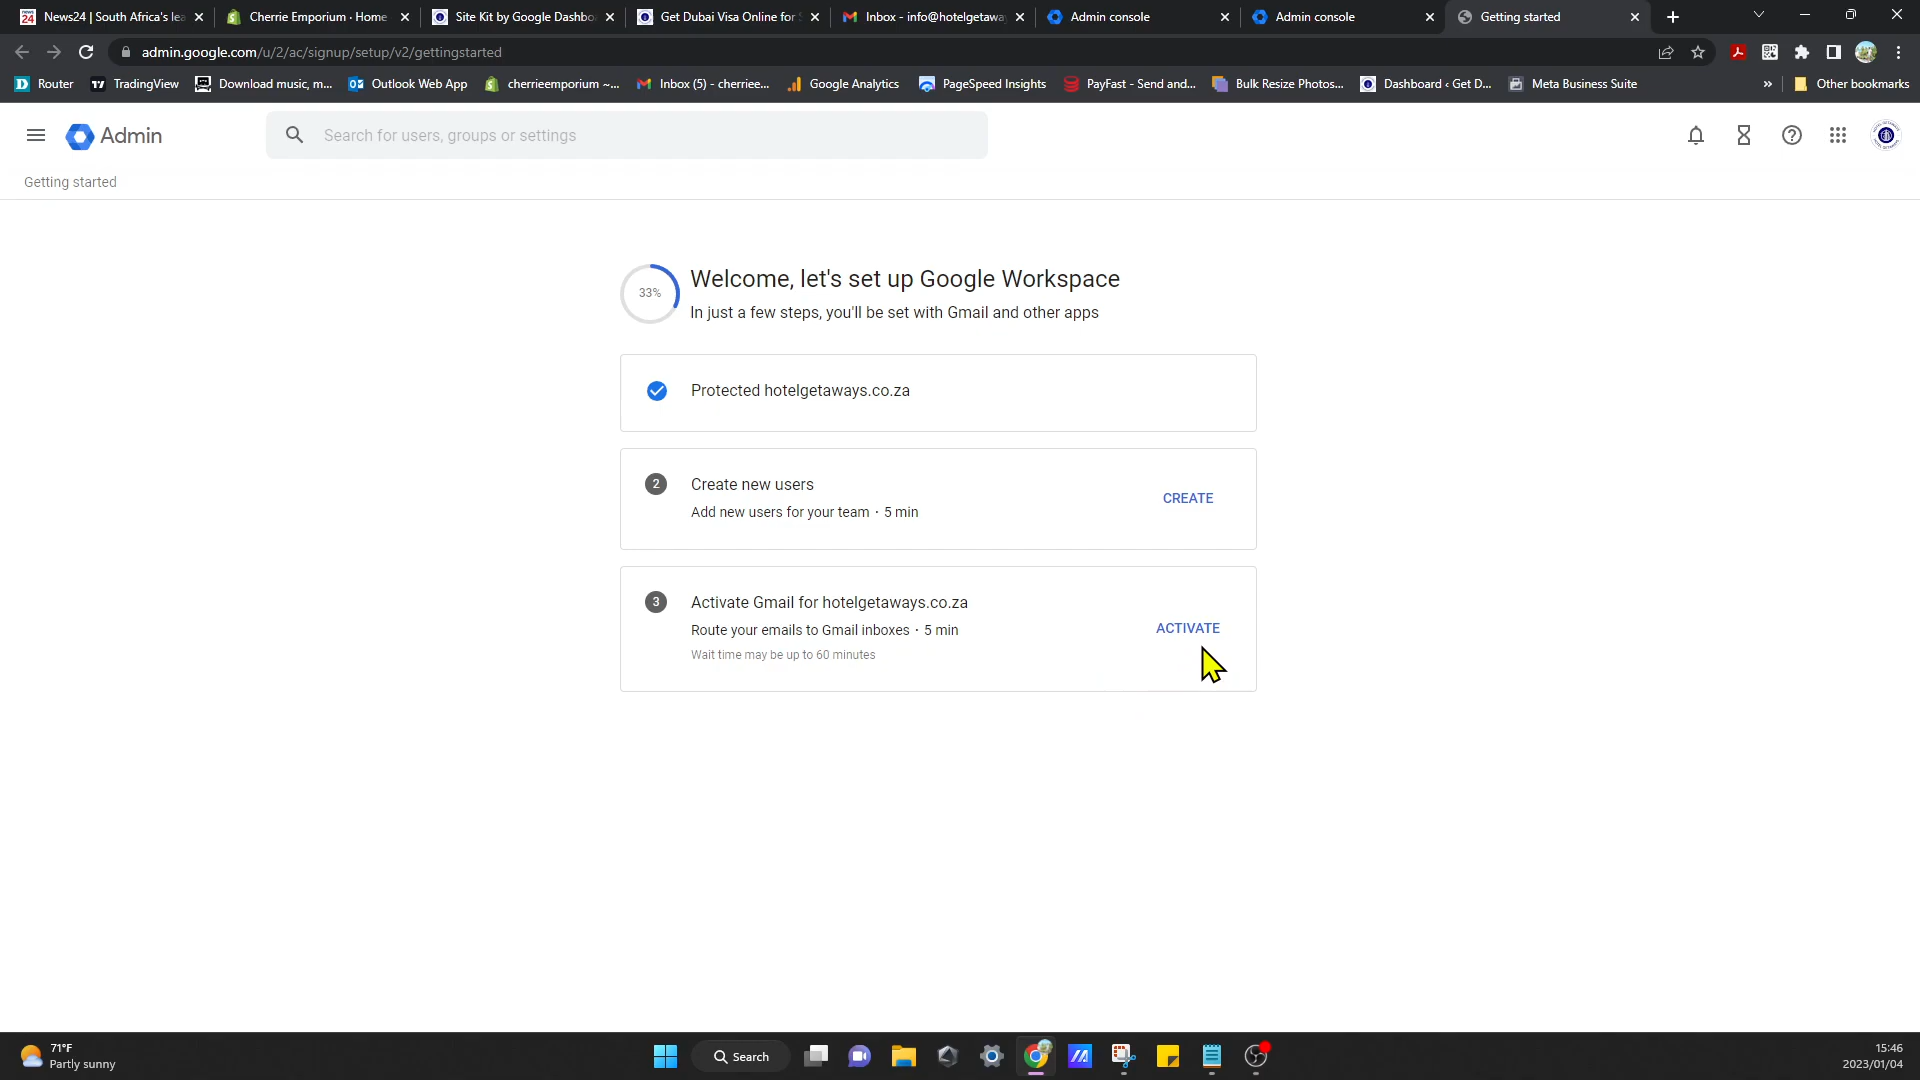 News24 | South Africa's lea
Cherrie Emporium · Home
Site Kit by Google Dashbo
Get Dubai Visa Online for S
Inbox - info@hotelgetaway
Admin console
Admin console
Getting started
admin.google.com/u/2/ac/signup/setup/v2/gettingstarted
Router
TradingView
Download music, m...
Outlook Web App
cherrieemporium ~...
Inbox (5) - cherriee...
Google Analytics
PageSpeed Insights
PayFast - Send and...
Bulk Resize Photos...
Dashboard ‹ Get D...
Meta Business Suite
»
Other bookmarks
Admin
Search for users, groups or settings
Getting started
33%
Welcome, let's set up Google Workspace
In just a few steps, you'll be set with Gmail and other apps
Protected hotelgetaways.co.za
2
Create new users
Add new users for your team · 5 min
CREATE
3
Activate Gmail for hotelgetaways.co.za
Route your emails to Gmail inboxes · 5 min
Wait time may be up to 60 minutes
ACTIVATE
71°F
Partly sunny
Search
15:46
2023/01/04